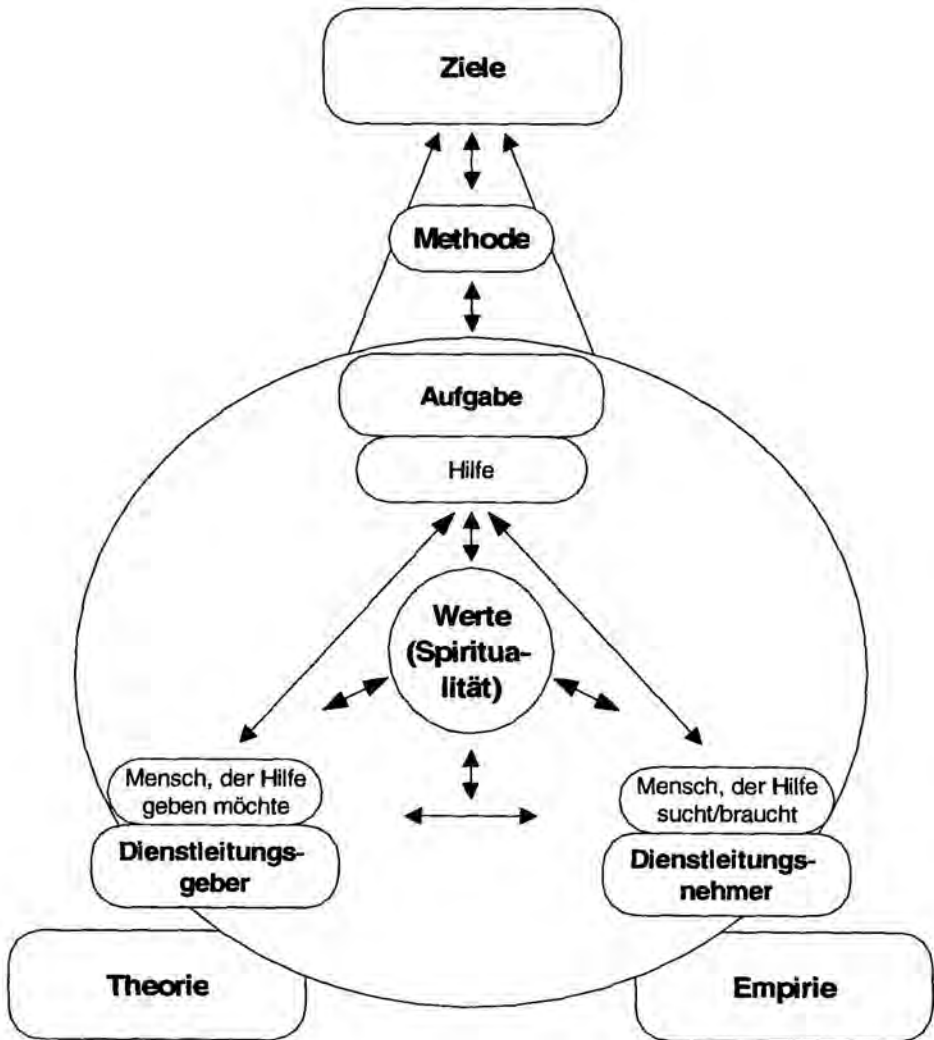 Ziele
Methode
Aufgabe
Hilfe
Werte
(Spiritua-
lität)
Mensch, der Hilfe
geben möchte
Dienstleitungs-
geber
Mensch, der Hilfe
sucht/braucht
Dienstleitungs-
nehmer
Theorie
Empirie